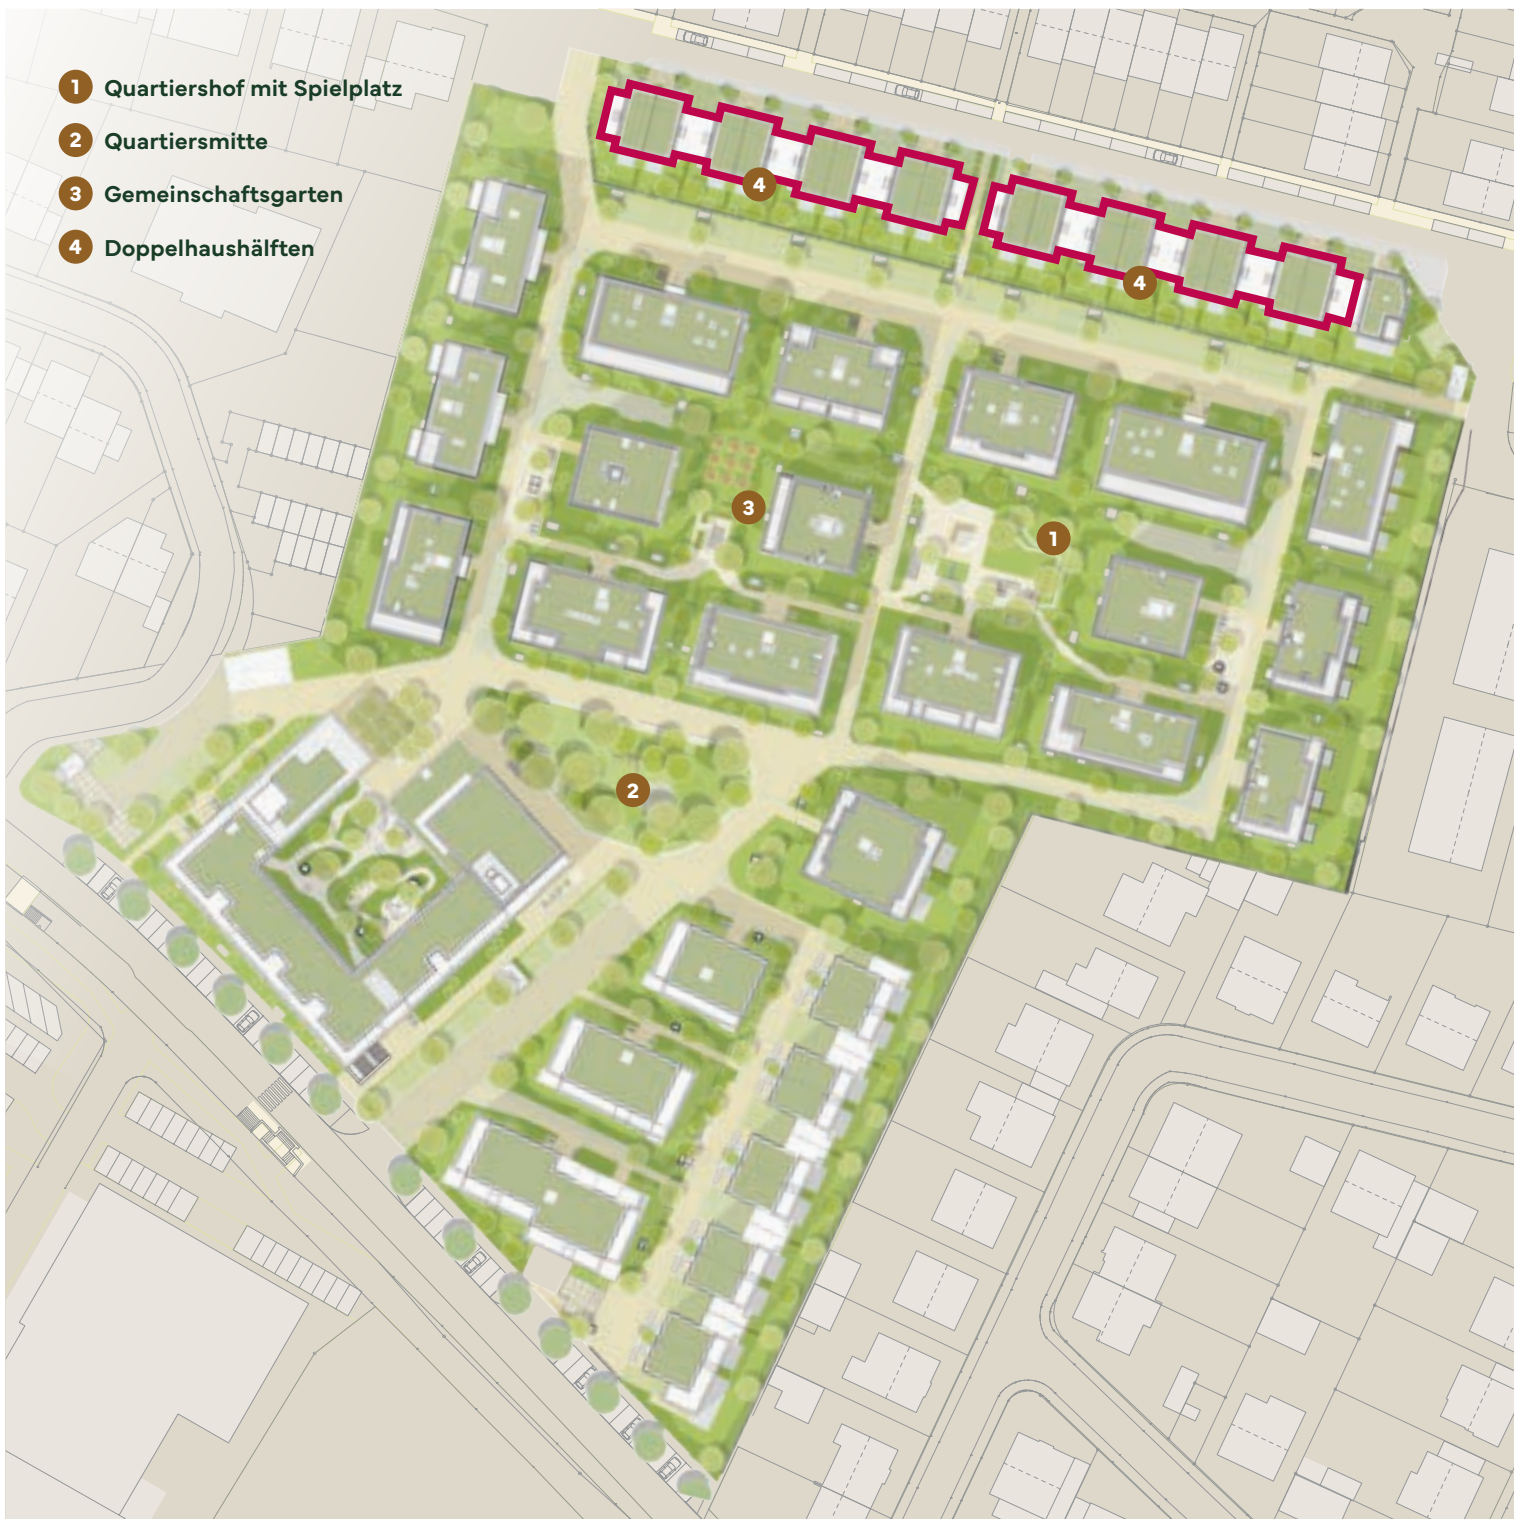 1 Quartiershof mit Spielplatz
2 Quartiersmitte
3 Gemeinschaftsgarten
4 Doppelhaushälften
4
4
3
1
2